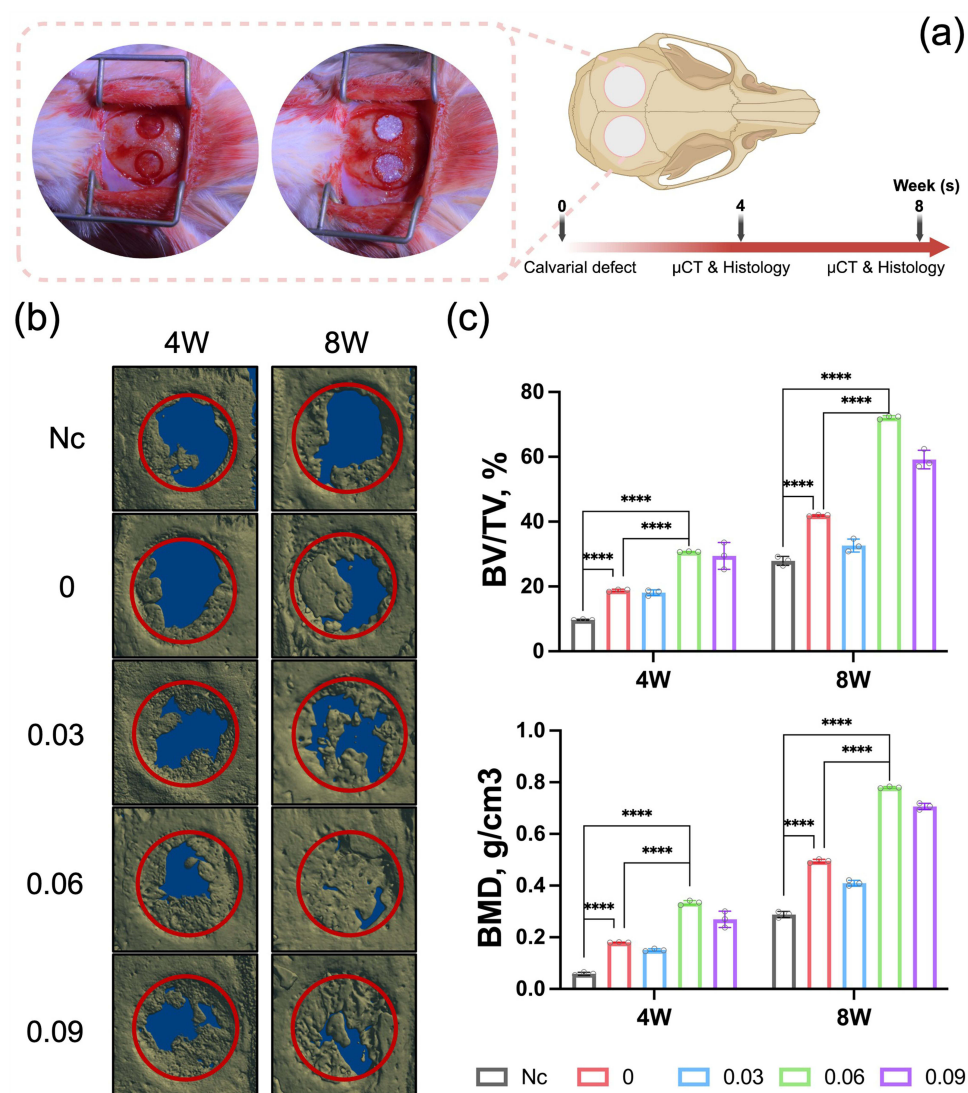 (a)
Week (s)
0 4 8
Calvarial defect μCT & Histology μCT & Histology
(b)
4W 8W
Nc
0
0.03
0.06
0.09
(c)
BV/TV, %
80
60
40
20
0
**** **** **** **** **** ****
4W 8W
BMD, g/cm3
1.0
0.8
0.6
0.4
0.2
0.0
**** **** **** **** **** ****
4W 8W
Nc 0 0.03 0.06 0.09